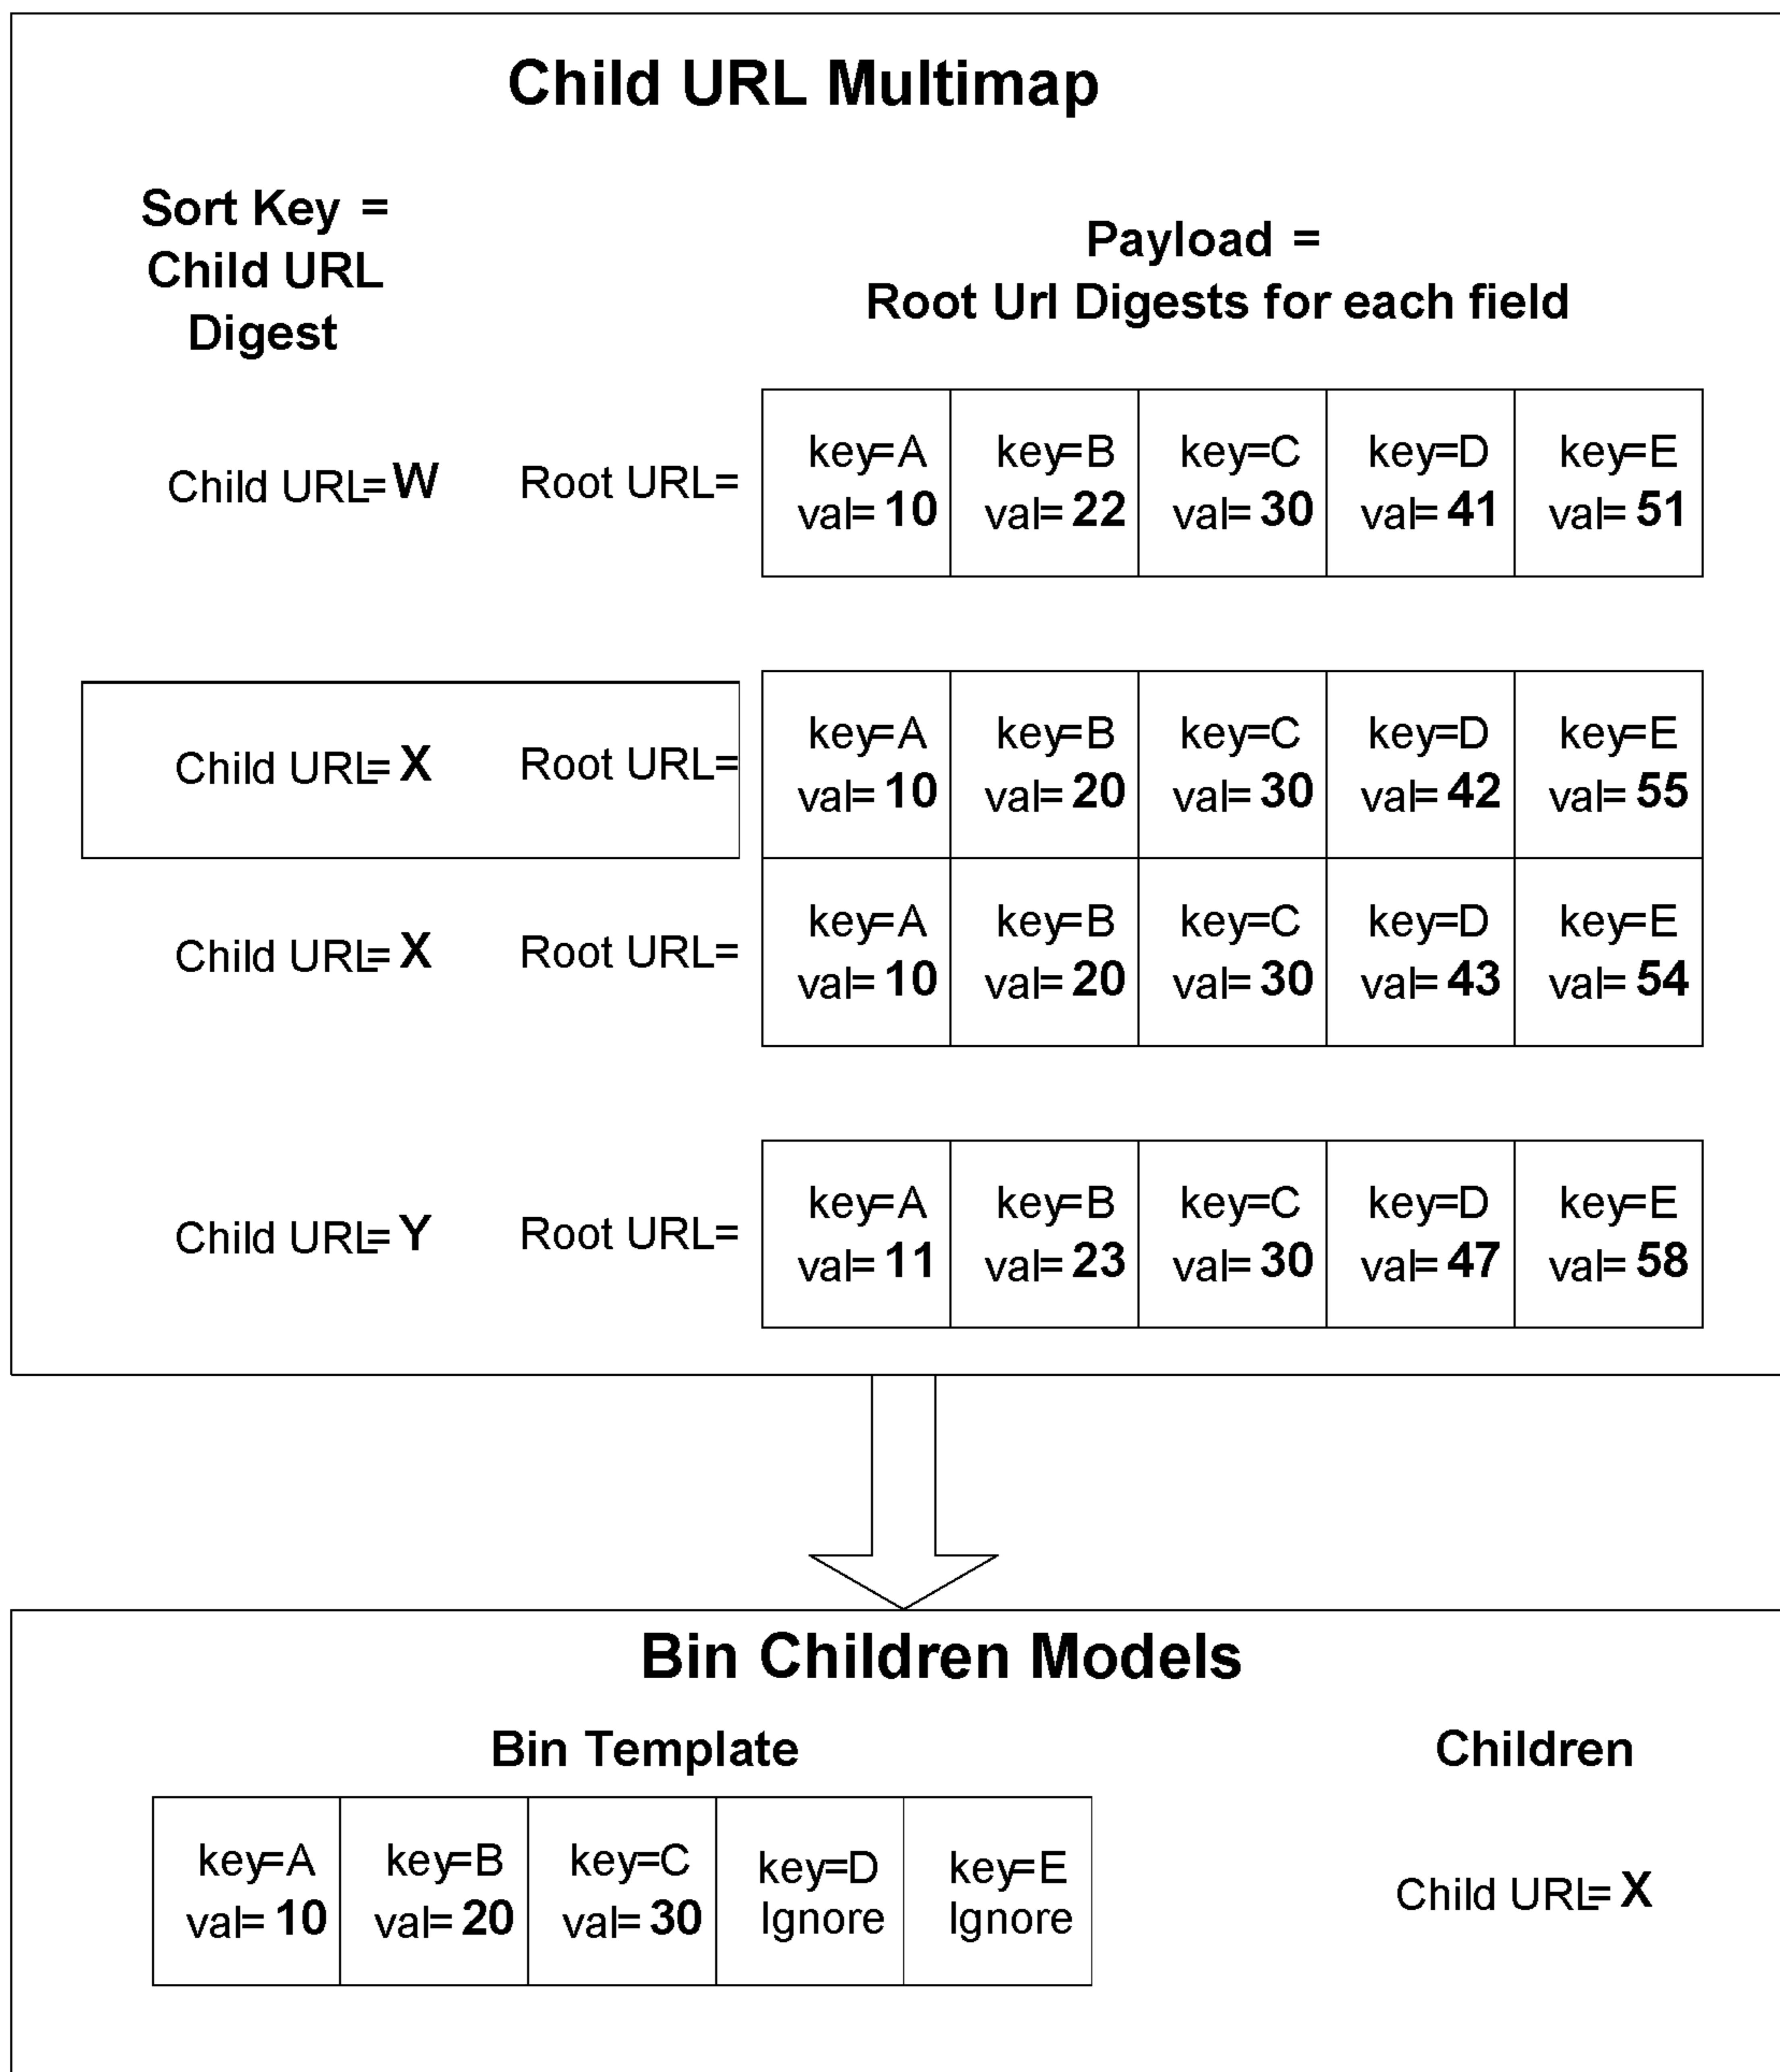 Child URL Multimap
Sort Key =
Child URL
Digest
Payload =
Root Url Digests for each field
Child URL= W Root URL=
key=A key=B key=C key=D key=E
val= 10 val= 22 val= 30 val= 41 val= 51
Child URL= X Root URL=
key=A key=B key=C key=D key=E
val= 10 val= 20 val= 30 val= 42 val= 55
Child URL= X Root URL=
key=A key=B key=C key=D key=E
val= 10 val= 20 val= 30 val= 43 val= 54
Child URL= Y Root URL=
key=A key=B key=C key=D key=E
val= 11 val= 23 val= 30 val= 47 val= 58
Bin Children Models
Bin Template
key=A key=B key=C key=D key=E
val= 10 val= 20 val= 30 Ignore Ignore
Children
Child URL= X